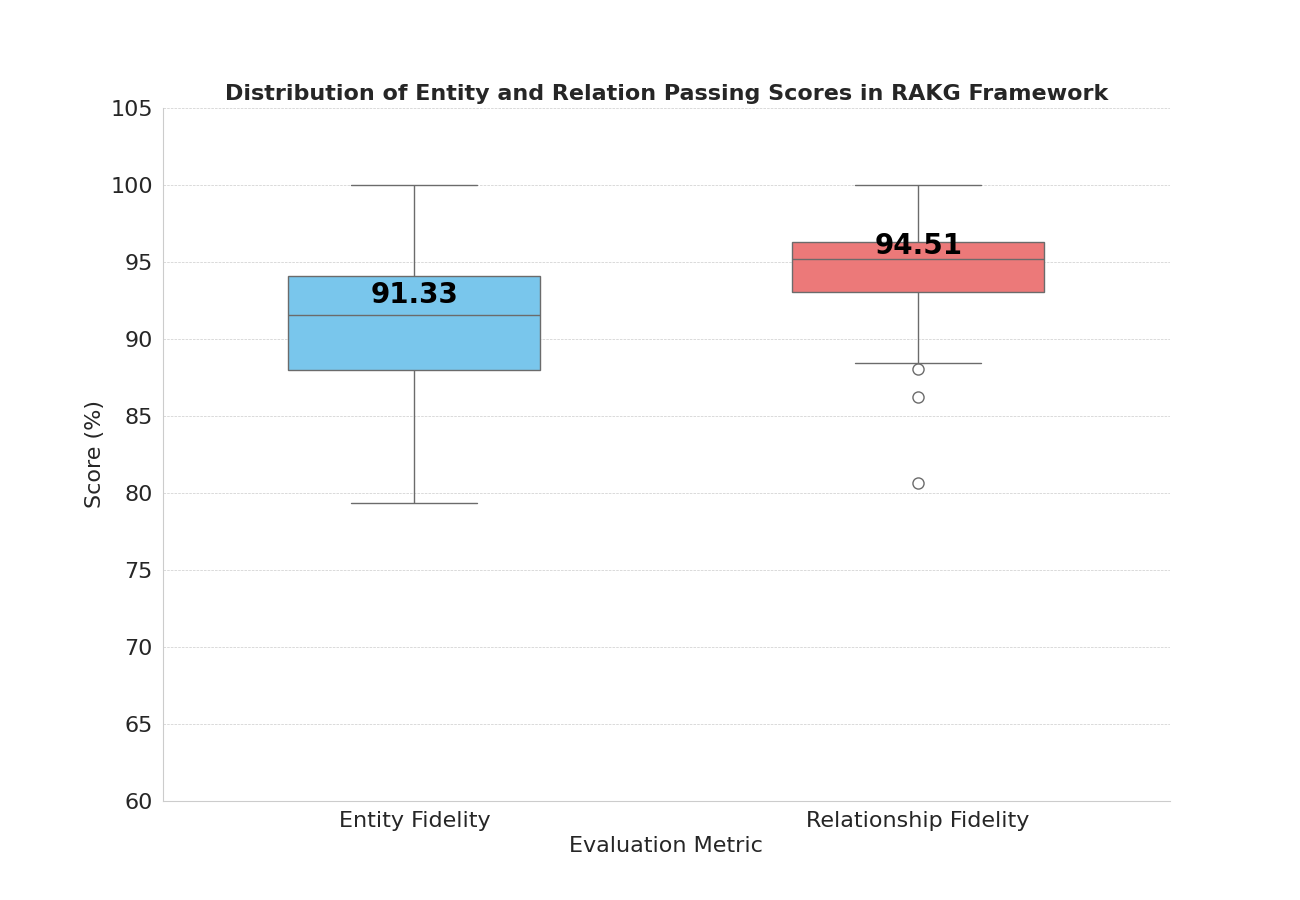 Distribution of Entity and Relation Passing Scores in RAKG Framework
105
100
95
90
85
80
75
70
65
60
Score (%)
91.33
94.51
Entity Fidelity
Relationship Fidelity
Evaluation Metric